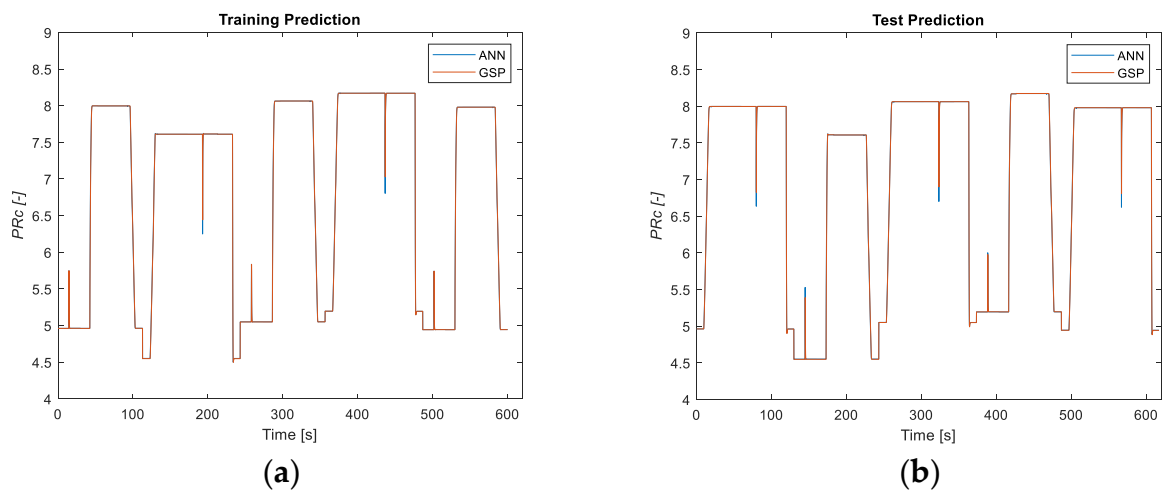 Training Prediction
9
8.5
8
7.5
7
6.5
6
5.5
5
4.5
4
PRc [-]
ANN
GSP
0 100 200 300 400 500 600
Time [s]
(a)
Test Prediction
9
8.5
8
7.5
7
6.5
6
5.5
5
4.5
4
PRc [-]
ANN
GSP
0 100 200 300 400 500 600
Time [s]
(b)